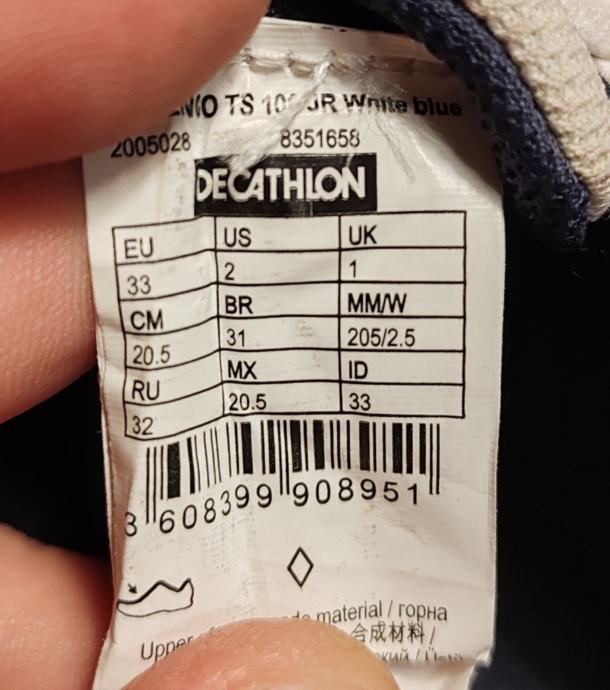 TS 100 JR White blue
2005028 8351658
DECATHLON
EU US UK
33 2 1
CM BR MM/W
20.5 31 205/2.5
RU MX ID
32 20.5 33
3 608399 908951
material / горна
Upper 合成材料 /